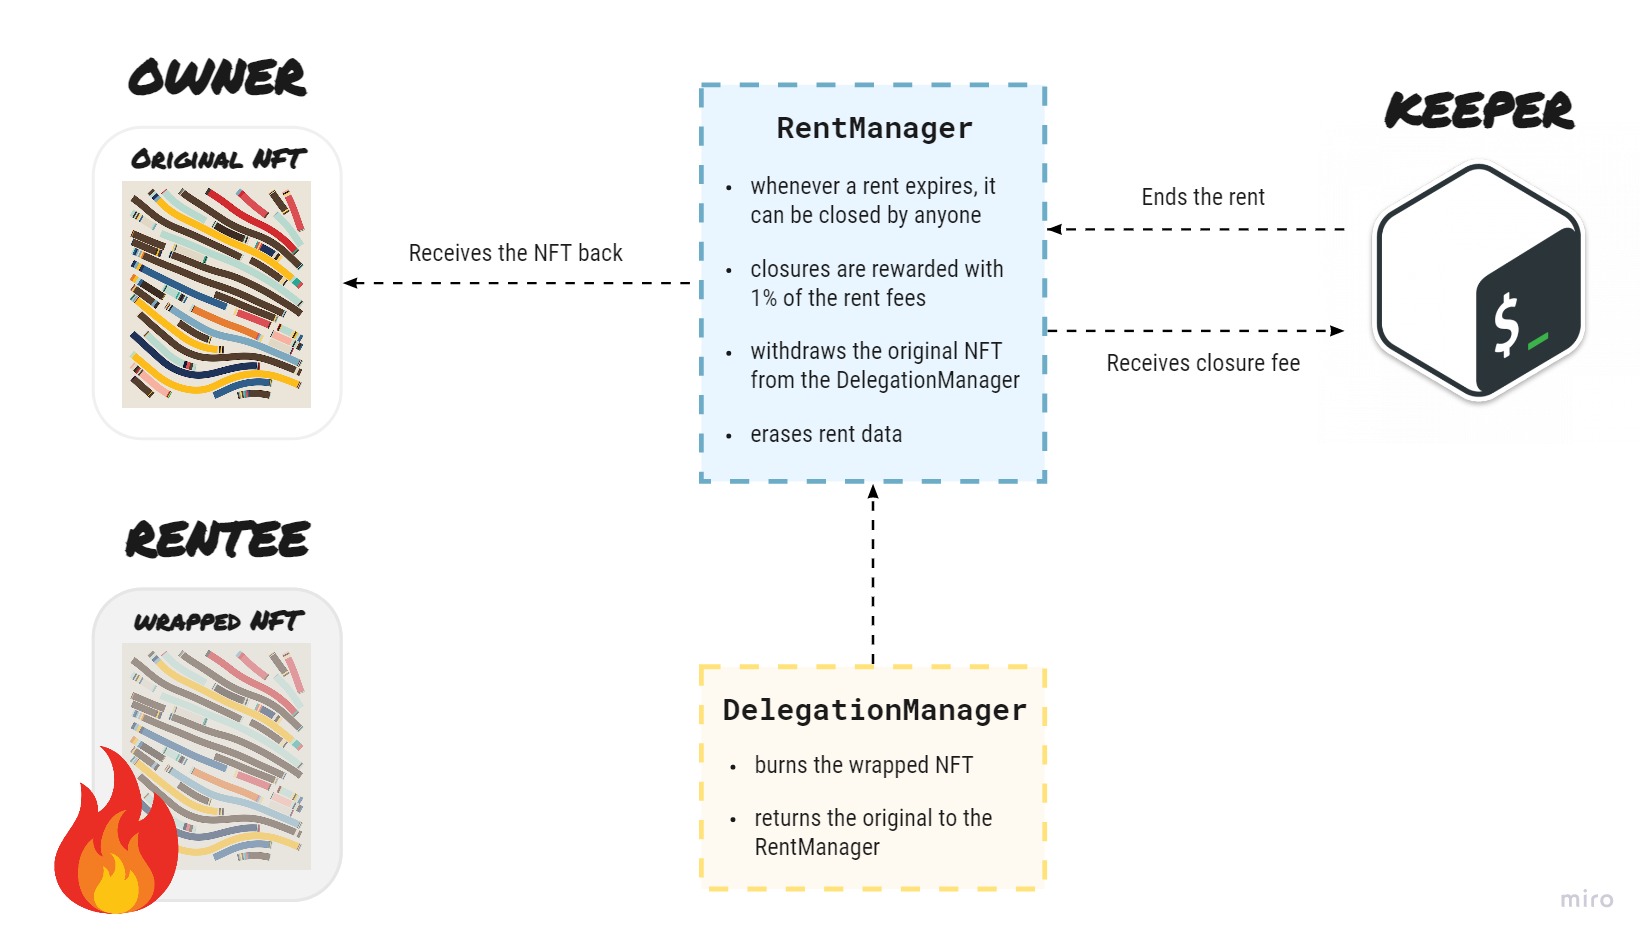 OWNER
ORIGINAL NFT
Receives the NFT back
RentManager
• whenever a rent expires, it
can be closed by anyone
• closures are rewarded with
1% of the rent fees
• withdraws the original NFT
from the DelegationManager
• erases rent data
KEEPER
Ends the rent
Receives closure fee
$_
RENTEE
WRAPPED NFT
DelegationManager
• burns the wrapped NFT
• returns the original to the
RentManager
miro